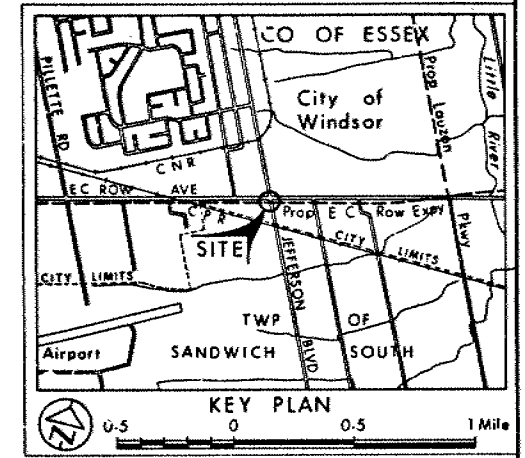 CO OF ESSEX
PILLETTE RD
City of
Windsor
Prop Lauzon Pkwy
Little River
CNR
EC ROW AVE
CPR
Prop EC Row Expy
SITE
CITY LIMITS
CITY LIMITS
JEFFERSON BLVD
TWP OF
SANDWICH SOUTH
Airport
KEY PLAN
N
0·5 0 0·5 1 Mile